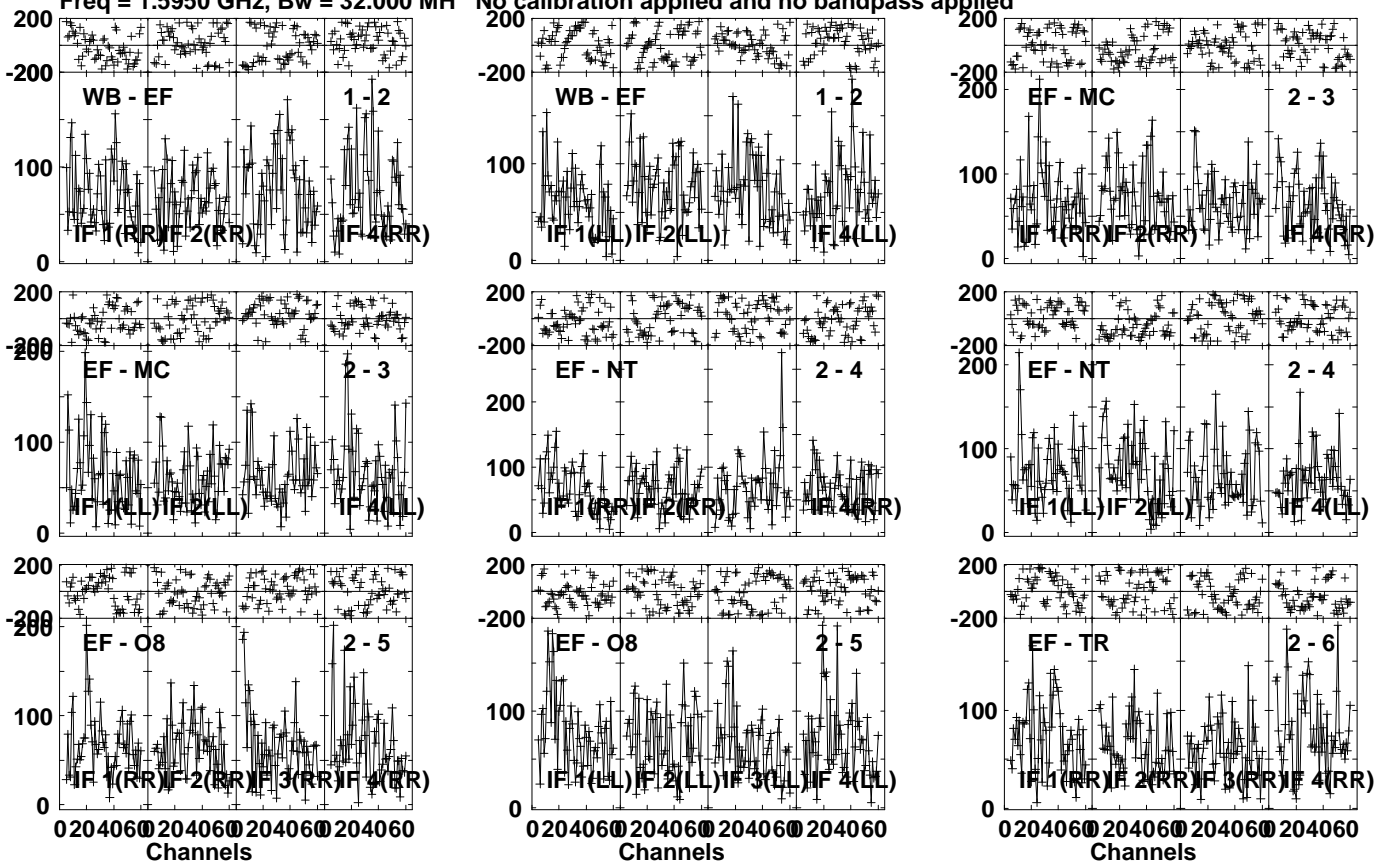 Freq = 1.5950 GHz, Bw = 32.000 MH No calibration applied and no bandpass applied
200
-200
WB - EF 1 - 2
100
IF 1(RR) IF 2(RR) IF 4(RR)
0
200
-200
WB - EF 1 - 2
100
IF 1(LL) IF 2(LL) IF 4(LL)
0
-200
200
EF - MC 2 - 3
100
IF 1(RR) IF 2(RR) IF 4(RR)
0
200
-200
200
EF - MC 2 - 3
100
IF 1(LL) IF 2(LL) IF 4(LL)
0
200
-200
EF - NT 2 - 4
200
100
IF 1(RR) IF 2(RR) IF 4(RR)
0
-200
200
EF - NT 2 - 4
100
IF 1(LL) IF 2(LL) IF 4(LL)
0
200
-200
200
EF - O8 2 - 5
100
IF 1(RR) IF 2(RR) IF 3(RR) IF 4(RR)
0
0 20 40 60 0 20 40 60 0 20 40 60 0 20 40 60
Channels
200
-200
EF - O8 2 - 5
100
IF 1(LL) IF 2(LL) IF 3(LL) IF 4(LL)
0
0 20 40 60 0 20 40 60 0 20 40 60 0 20 40 60
Channels
200
-200
EF - TR 2 - 6
100
IF 1(RR) IF 2(RR) IF 3(RR) IF 4(RR)
0
0 20 40 60 0 20 40 60 0 20 40 60 0 20 40 60
Channels